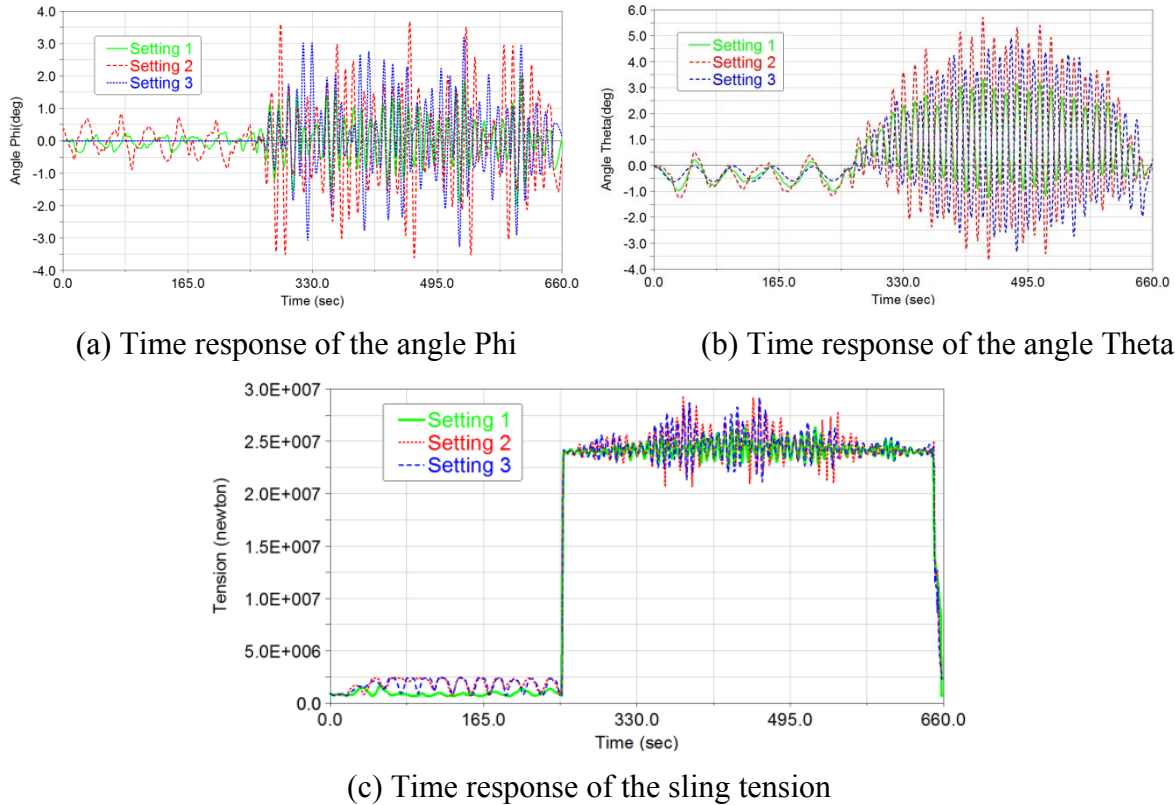 4.0
3.0
2.0
1.0
0.0
-1.0
-2.0
-3.0
-4.0
Angle Phi(deg)
Setting 1
Setting 2
Setting 3
0.0 165.0 330.0 495.0 660.0
Time (sec)
(a) Time response of the angle Phi
6.0
5.0
4.0
3.0
2.0
1.0
0.0
-1.0
-2.0
-3.0
-4.0
Angle Theta(deg)
Setting 1
Setting 2
Setting 3
0.0 165.0 330.0 495.0 660.0
Time (sec)
(b) Time response of the angle Theta
3.0E+007
2.5E+007
2.0E+007
1.5E+007
1.0E+007
5.0E+006
0.0
Tension (newton)
Setting 1
Setting 2
Setting 3
0.0 165.0 330.0 495.0 660.0
Time (sec)
(c) Time response of the sling tension